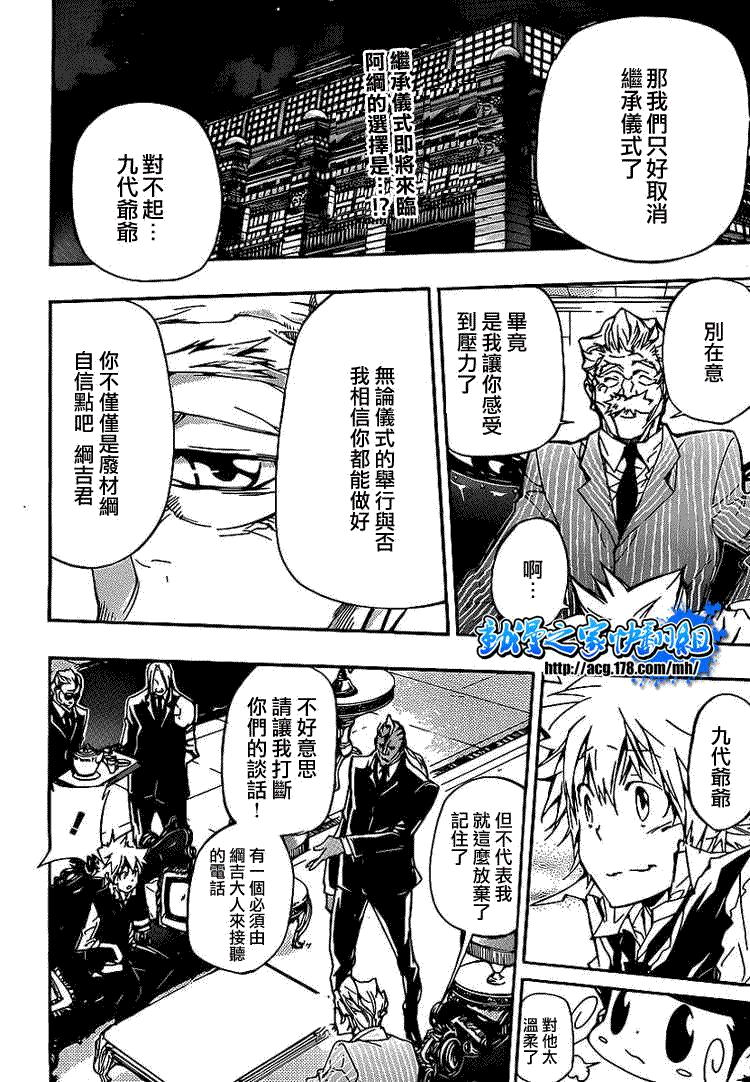 那我們只好取消
繼承儀式了
繼承儀式即將來臨
阿綱的選擇是…!?
對不起…
九代爺爺
別在意
畢竟
是我讓你感受
到壓力了
啊…
無論儀式的舉行與否
我相信你都能做好
你不僅僅是廢材綱
自信點吧 綱吉君
動漫之家汉化组
http://acg.178.com/mh/
九代爺爺
但不代表我
就這麼放棄了
記住了
對他太
溫柔了
不好意思
請讓我打斷
你們的談話！
有一個必須由
綱吉大人來接聽
的電話
！